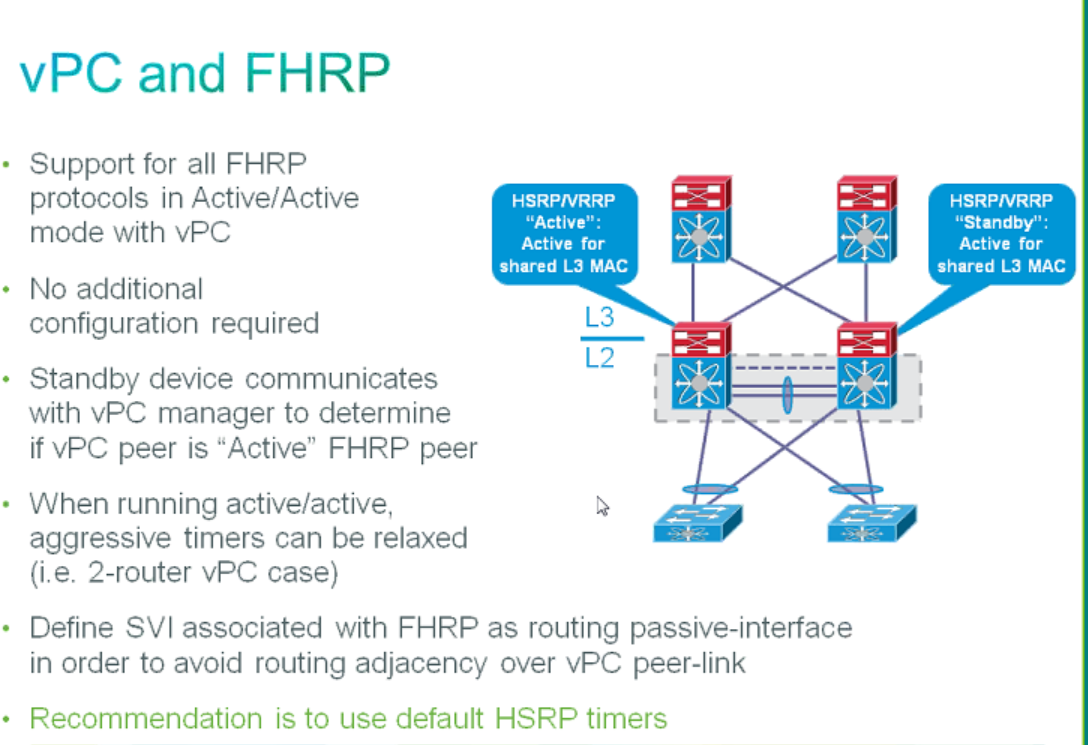 vPC and FHRP
• Support for all FHRP
protocols in Active/Active
mode with vPC
• No additional
configuration required
• Standby device communicates
with vPC manager to determine
if vPC peer is “Active” FHRP peer
• When running active/active,
aggressive timers can be relaxed
(i.e. 2-router vPC case)
• Define SVI associated with FHRP as routing passive-interface
in order to avoid routing adjacency over vPC peer-link
• Recommendation is to use default HSRP timers
HSRP/VRRP
“Active”:
Active for
shared L3 MAC
HSRP/VRRP
“Standby”:
Active for
shared L3 MAC
L3
L2